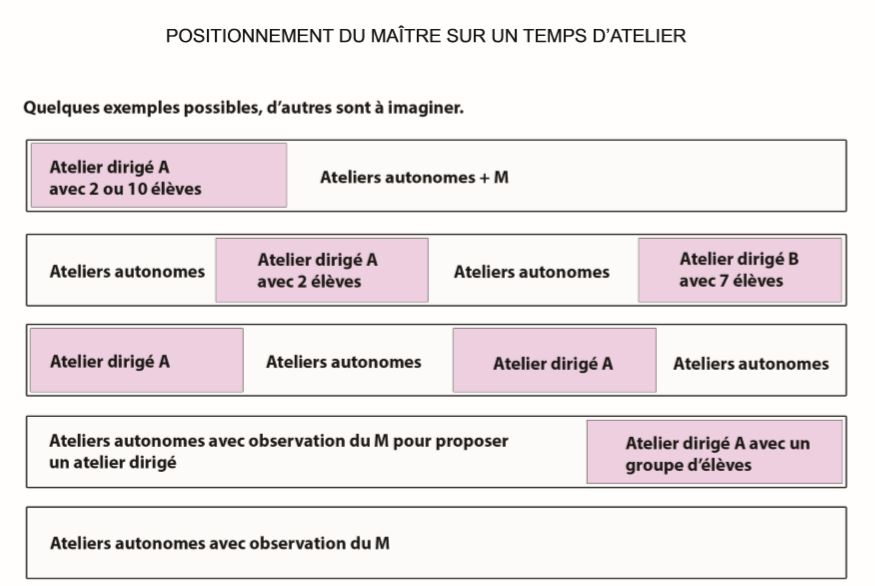 POSITIONNEMENT DU MAÎTRE SUR UN TEMPS D’ATELIER
Quelques exemples possibles, d’autres sont à imaginer.
Atelier dirigé A
avec 2 ou 10 élèves
Ateliers autonomes + M
Ateliers autonomes
Atelier dirigé A
avec 2 élèves
Ateliers autonomes
Atelier dirigé B
avec 7 élèves
Atelier dirigé A
Ateliers autonomes
Atelier dirigé A
Ateliers autonomes
Ateliers autonomes avec observation du M pour proposer
un atelier dirigé
Atelier dirigé A avec un
groupe d’élèves
Ateliers autonomes avec observation du M